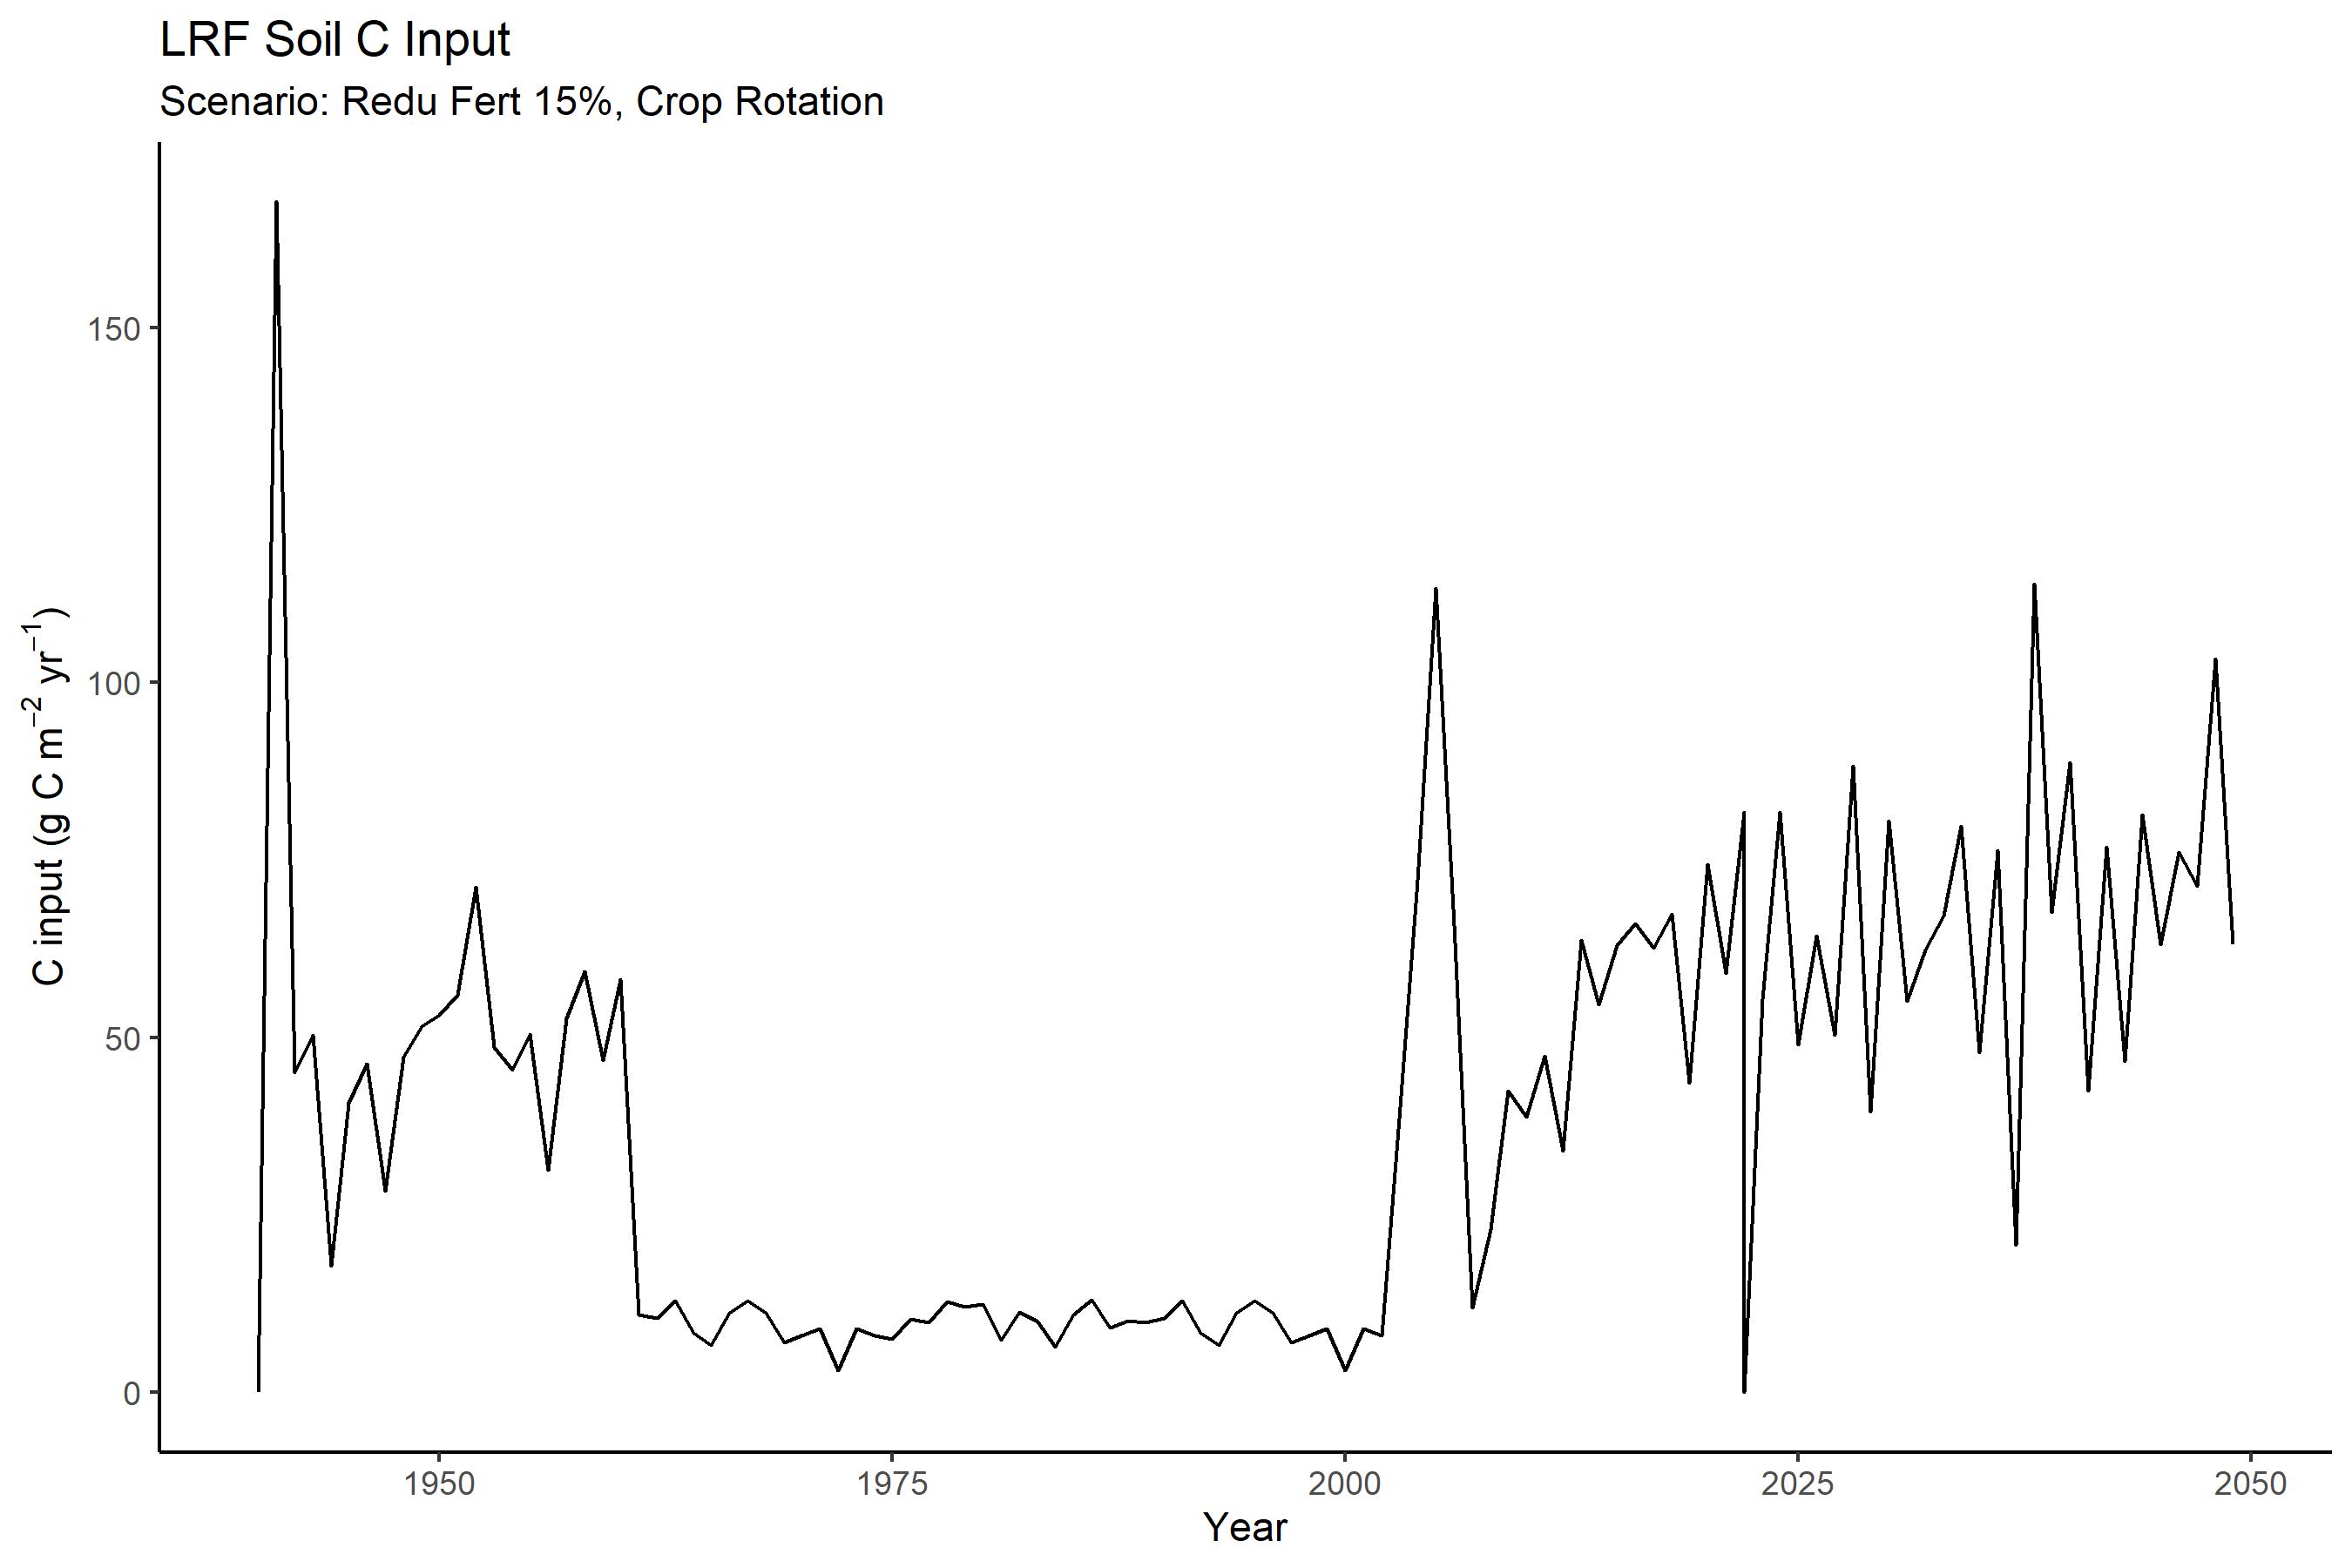 LRF Soil C Input
Scenario: Redu Fert 15%, Crop Rotation
150
100
50
0
C input (g C m⁻² yr⁻¹)
1950
1975
2000
2025
2050
Year